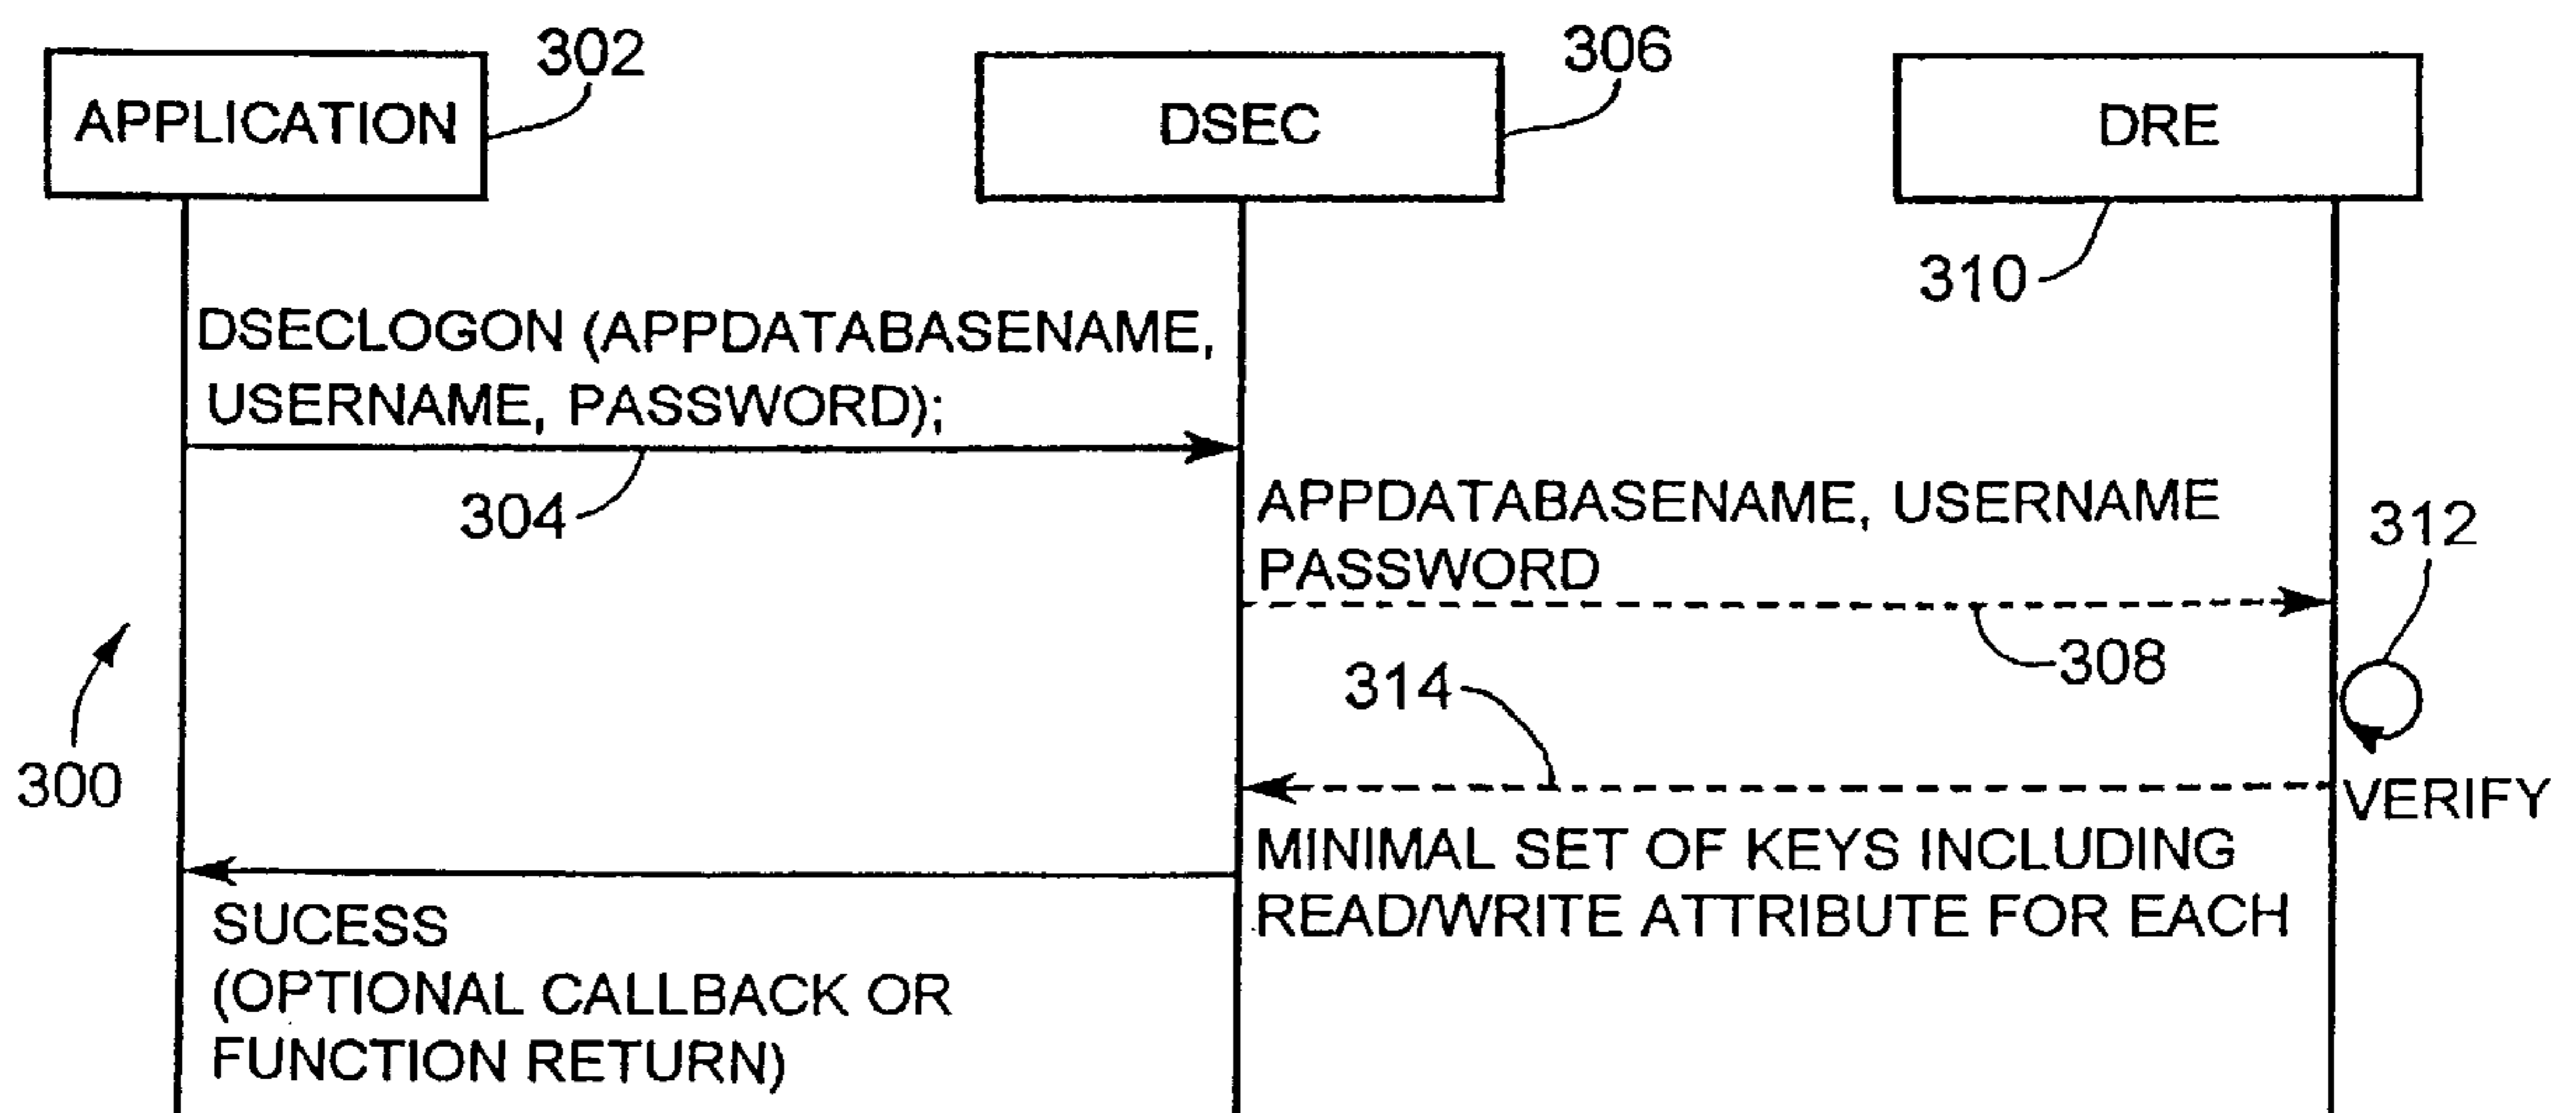 302
306
APPLICATION
DSEC
DRE
310
DSECLOGON (APPDATABASENAME,
USERNAME, PASSWORD);
304
APPDATABASENAME, USERNAME
PASSWORD
312
308
314
300
VERIFY
MINIMAL SET OF KEYS INCLUDING
READ/WRITE ATTRIBUTE FOR EACH
SUCESS
(OPTIONAL CALLBACK OR
FUNCTION RETURN)